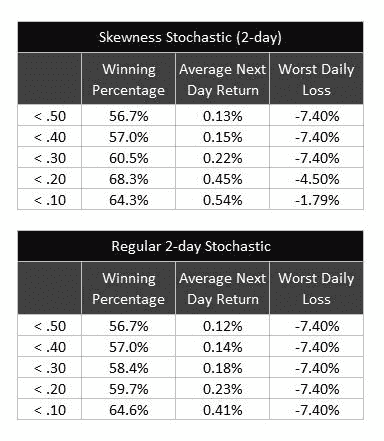 Skewness Stochastic (2-day)
Winning Average Next Worst Daily
Percentage Day Return Loss
< .50 56.7% 0.13% -7.40%
< .40 57.0% 0.15% -7.40%
< .30 60.5% 0.22% -7.40%
< .20 68.3% 0.45% -4.50%
< .10 64.3% 0.54% -1.79%
Regular 2-day Stochastic
Winning Average Next Worst Daily
Percentage Day Return Loss
< .50 56.7% 0.12% -7.40%
< .40 57.0% 0.14% -7.40%
< .30 58.4% 0.18% -7.40%
< .20 59.7% 0.23% -7.40%
< .10 64.6% 0.41% -7.40%